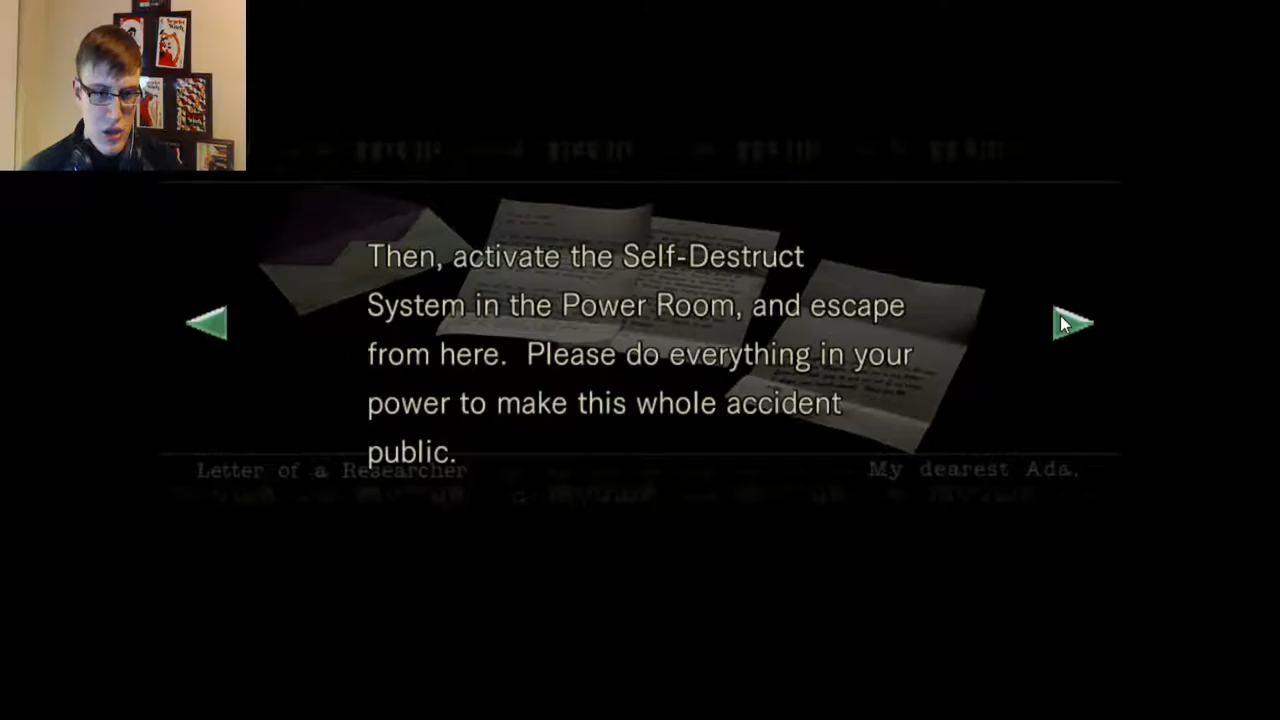 Then, activate the Self-Destruct
System in the Power Room, and escape
from here.  Please do everything in your
power to make this whole accident
public.
Letter of a Researcher
My dearest Ada.